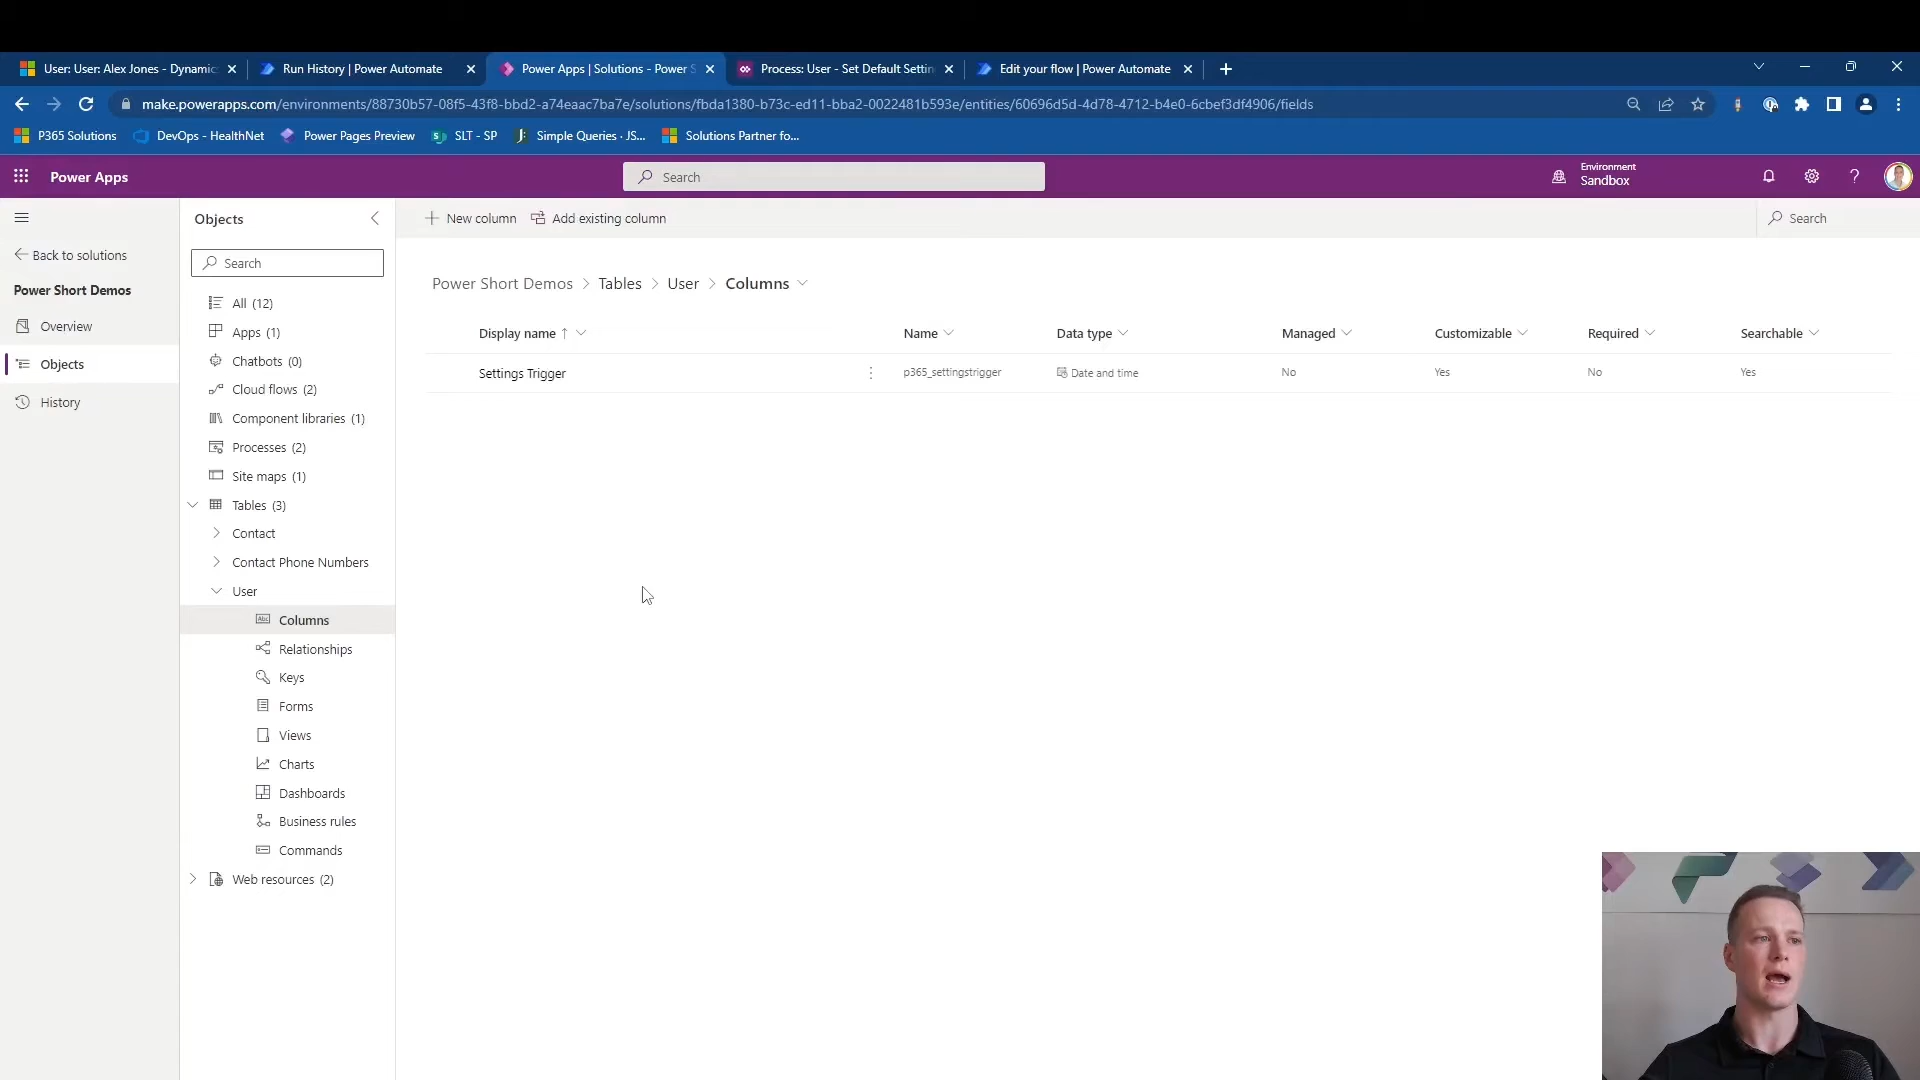 User: User: Alex Jones - Dynamic
Run History | Power Automate
Power Apps | Solutions - Power S
Process: User - Set Default Settin
Edit your flow | Power Automate
make.powerapps.com/environments/88730b57-08f5-43f8-bbd2-a74eaac7ba7e/solutions/fbda1380-b73c-ed11-bba2-0022481b593e/entities/60696d5d-4d78-4712-b4e0-6cbef3df4906/fields
P365 Solutions
DevOps - HealthNet
Power Pages Preview
SLT - SP
Simple Queries · JS...
Solutions Partner fo...
Power Apps
Search
Environment
Sandbox
Back to solutions
Power Short Demos
Overview
Objects
History
Objects
Search
All (12)
Apps (1)
Chatbots (0)
Cloud flows (2)
Component libraries (1)
Processes (2)
Site maps (1)
Tables (3)
Contact
Contact Phone Numbers
User
Columns
Relationships
Keys
Forms
Views
Charts
Dashboards
Business rules
Commands
Web resources (2)
New column
Add existing column
Search
Power Short Demos > Tables > User > Columns
Display name ↑ Name Data type Managed Customizable Required Searchable
Settings Trigger p365_settingstrigger Date and time No Yes No Yes